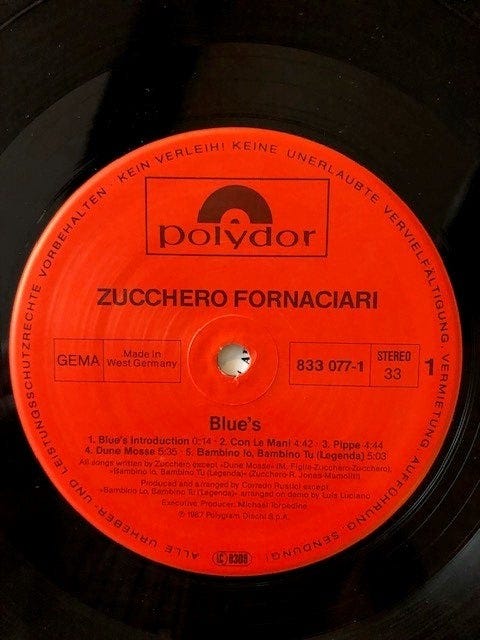 ALLE URHEBER- UND LEISTUNGSSCHUTZRECHTE VORBEHALTEN · KEIN VERLEIH! KEINE UNERLAUBTE VERVIELFÄLTIGUNG, VERMIETUNG, AUFFÜHRUNG, SENDUNG!
polydor
ZUCCHERO FORNACIARI
GEMA
Made in
West Germany
833 077-1
STEREO
33
1
Blue's
1. Blue's Introduction 0:14 · 2. Con Le Mani 4:42 · 3. Pippe 4:44
4. Dune Mosse 5:35 · 5. Bambino Io, Bambino Tu (Legenda) 5:03
All songs written by Zucchero except »Dune Mosse« (M. Figlie-Zucchero-Zucchero),
»Bambino Io, Bambino Tu (Legenda)« (Zucchero-R. Jonas-Mamoliti)
Produced and arranged by Corrado Rustici except
»Bambino Io, Bambino Tu (Legenda)« arranged on demo by Luis Luciano
Executive Producer: Michael Torpedine
℗ 1987 Polygram Dischi S.p.A.
LC 0309